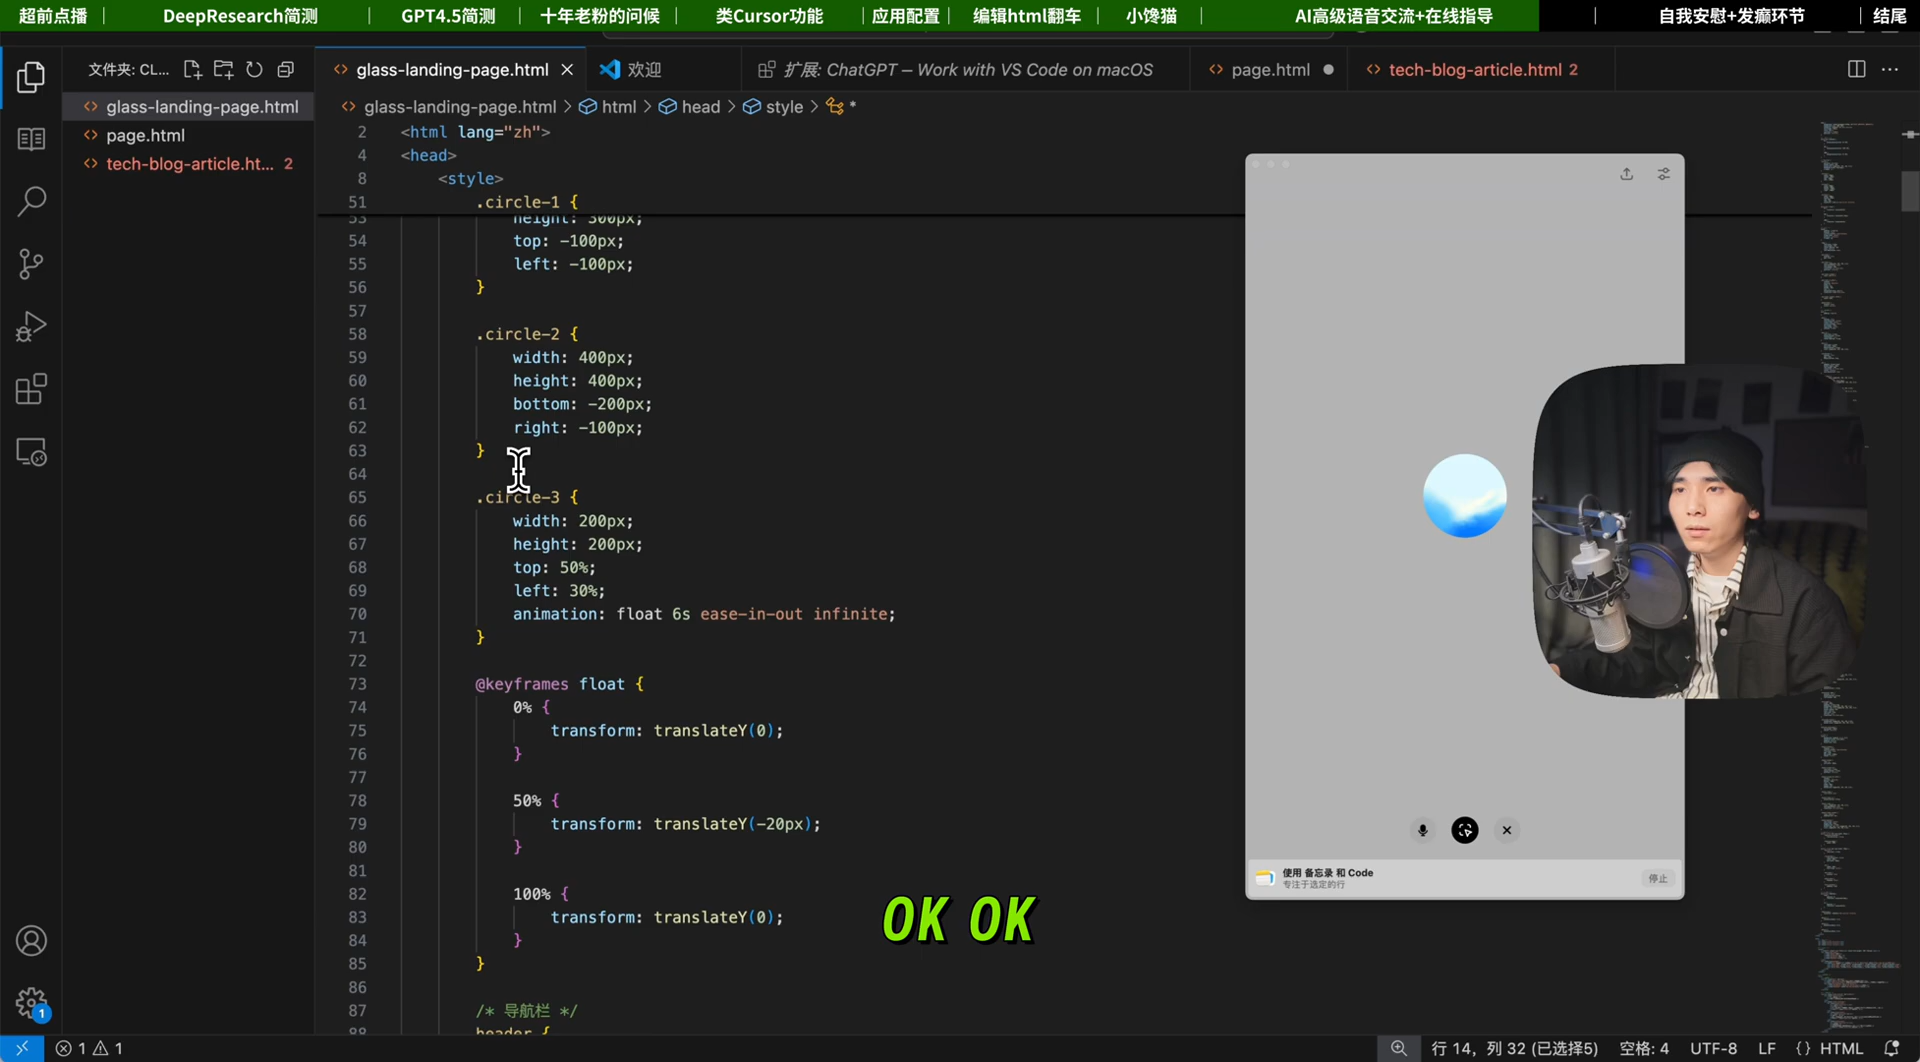 超前点播 DeepResearch简测 GPT4.5简测 十年老粉的问候 类Cursor功能 应用配置 编辑html翻车 小馋猫 AI高级语音交流+在线指导 自我安慰+发癫环节 结尾
文件夹: CL...
glass-landing-page.html
page.html
tech-blog-article.ht... 2
glass-landing-page.html 欢迎 扩展: ChatGPT – Work with VS Code on macOS page.html tech-blog-article.html 2
glass-landing-page.html > html > head > style > *
2 <html lang="zh">
4 <head>
8 <style>
51 .circle-1 {
53 height: 300px;
54 top: -100px;
55 left: -100px;
56 }
57
58 .circle-2 {
59 width: 400px;
60 height: 400px;
61 bottom: -200px;
62 right: -100px;
63 }
64
65 .circle-3 {
66 width: 200px;
67 height: 200px;
68 top: 50%;
69 left: 30%;
70 animation: float 6s ease-in-out infinite;
71 }
72
73 @keyframes float {
74 0% {
75 transform: translateY(0);
76 }
77
78 50% {
79 transform: translateY(-20px);
80 }
81
82 100% {
83 transform: translateY(0);
84 }
85 }
86
87 /* 导航栏 */
88 header {
使用 备忘录 和 Code
专注于选定的行
停止
OK OK
1
1 1 行 14，列 32 (已选择5) 空格: 4 UTF-8 LF {} HTML